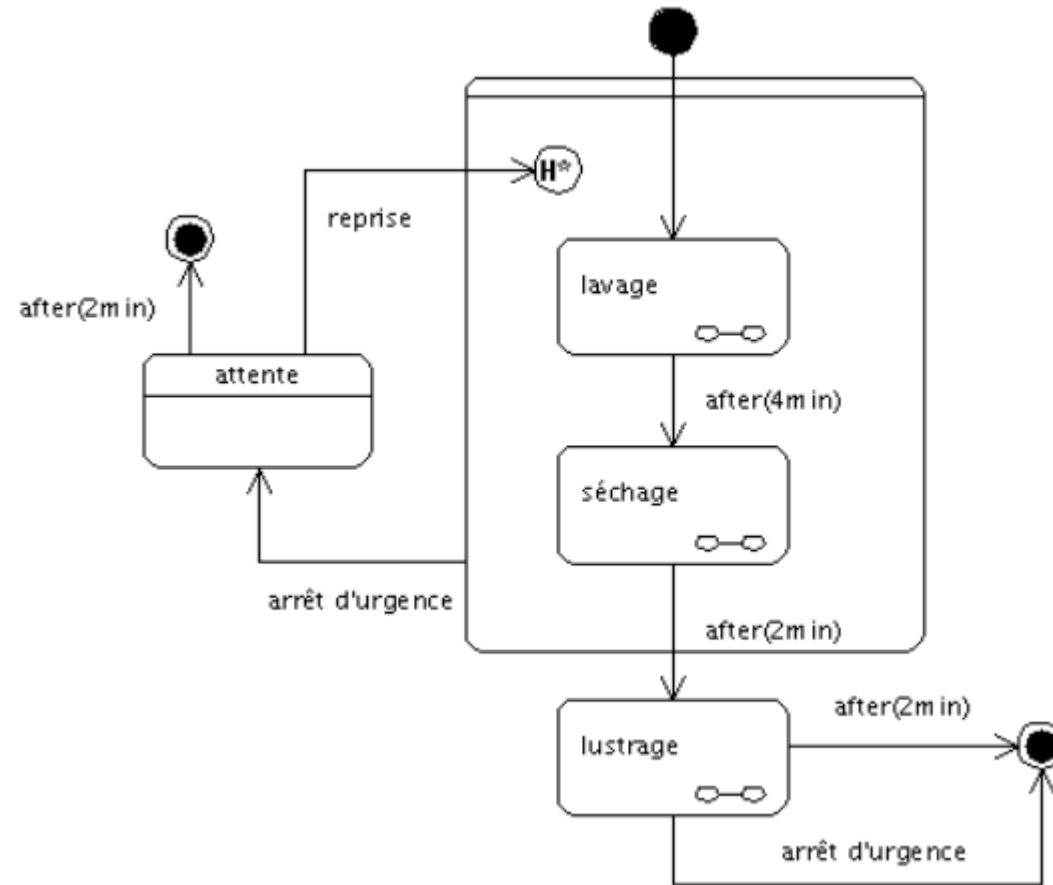 H*
reprise
lavage
after(2min)
attente
after(4min)
séchage
arrêt d'urgence
after(2min)
after(2min)
lustrage
arrêt d'urgence